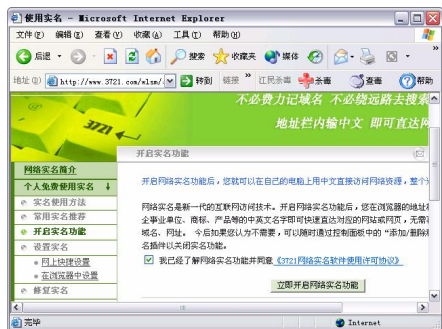 使用实名 - Microsoft Internet Explorer
文件(F) 编辑(E) 查看(V) 收藏(A) 工具(T) 帮助(H)
后退 搜索 收藏夹 媒体
地址(D) http://www.3721.com/wlsm/ 转到 链接 江民杀毒 杀毒 查毒 帮助
不必费力记域名 不必绕远路去搜索
地址栏内输中文 即可直达网
3721
开启实名功能
网络实名简介
个人免费使用实名
实名使用方法
常用实名推荐
开启实名功能
设置实名
网上快捷设置
在浏览器中设置
修复实名
开启网络实名功能后，您就可以在自己的电脑上用中文直接访问网络资源，整个
网络实名是新一代的互联网访问技术。开启网络实名功能后，您在浏览器的地址
企事业单位、商标、产品等的中英文名字即可快速直达对应的网站或网页，无需
域名、网址。 今后如果您认为不需要，可以随时通过控制面板中的“添加/删除
名插件以关闭实名功能。
我已经了解网络实名功能并同意《3721网络实名软件使用许可协议》
立即开启网络实名功能
完毕 Internet